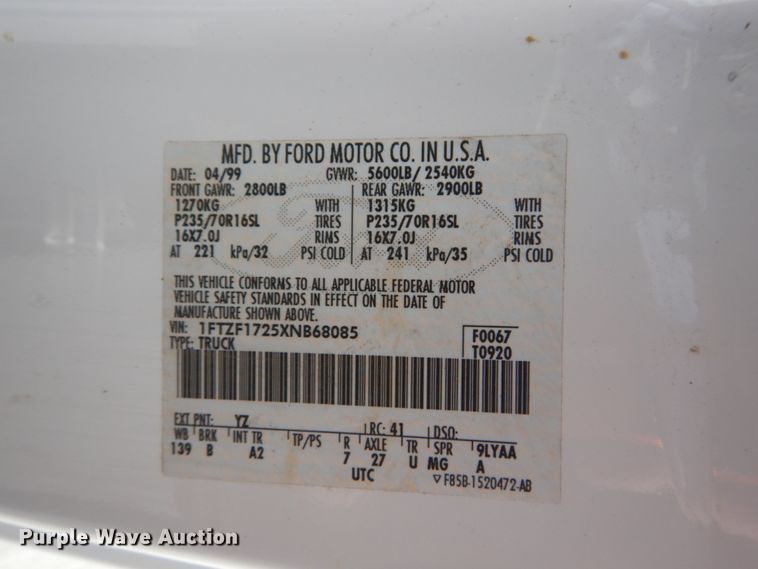 MFD. BY FORD MOTOR CO. IN U.S.A.
DATE: 04/99 GVWR: 5600LB/ 2540KG
FRONT GAWR: 2800LB REAR GAWR: 2900LB
1270KG WITH 1315KG WITH
P235/70R16SL TIRES P235/70R16SL TIRES
16X7.0J RIMS 16X7.0J RIMS
AT 221 kPa/32 PSI COLD AT 241 kPa/35 PSI COLD
THIS VEHICLE CONFORMS TO ALL APPLICABLE FEDERAL MOTOR
VEHICLE SAFETY STANDARDS IN EFFECT ON THE DATE OF
MANUFACTURE SHOWN ABOVE.
VIN: 1FTZF1725XNB68085 F0067
TYPE: TRUCK T0920
EXT PNT: YZ RC: 41 DSO:
WB BRK INT TR TP/PS R AXLE TR SPR 9LYAA
139 B A2 7 27 U MG A
UTC ▽F85B-1520472-AB
Purple Wave Auction